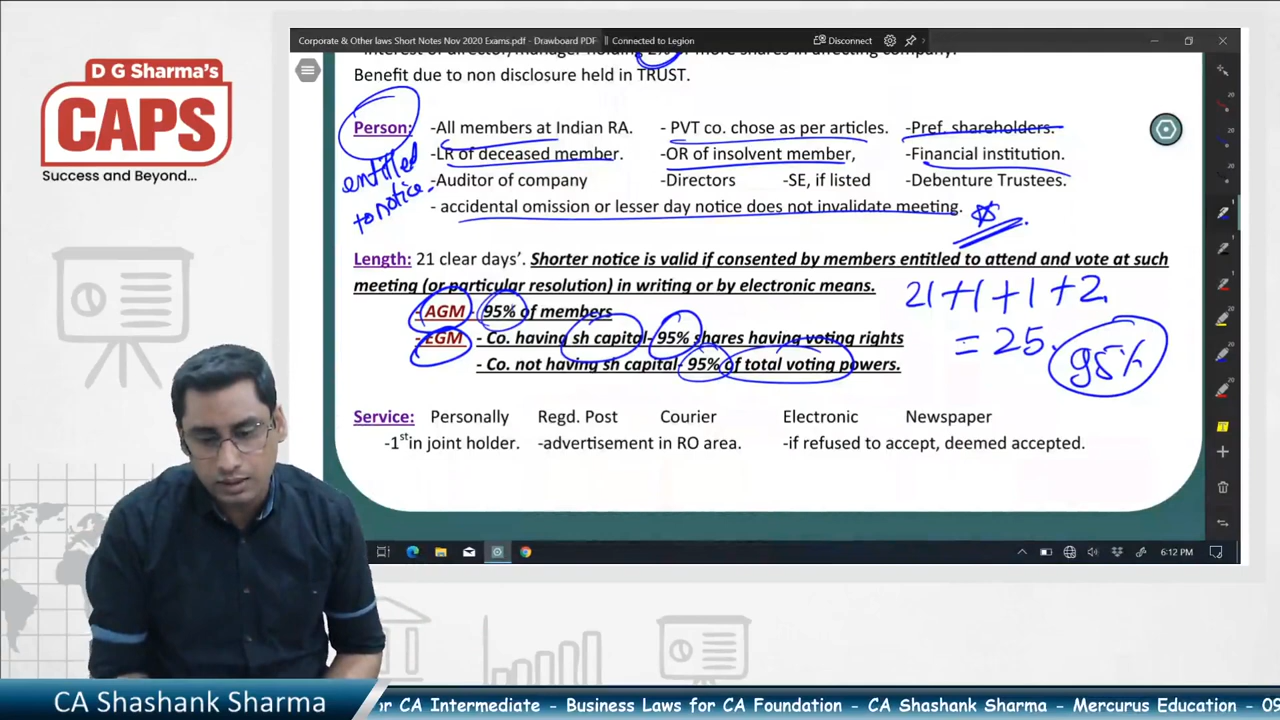 D G Sharma's
CAPS
Success and Beyond...
Corporate & Other laws Short Notes Nov 2020 Exams.pdf - Drawboard PDF
Connected to Legion
Disconnect
Benefit due to non disclosure held in TRUST.
Person: -All members at Indian RA. - PVT co. chose as per articles. -Pref. shareholders.
-LR of deceased member. -OR of insolvent member, -Financial institution.
-Auditor of company -Directors -SE, if listed -Debenture Trustees.
- accidental omission or lesser day notice does not invalidate meeting.
entitled
to notice
Length: 21 clear days'. Shorter notice is valid if consented by members entitled to attend and vote at such
meeting (or particular resolution) in writing or by electronic means.
- AGM - 95% of members
- EGM - Co. having sh capital- 95% shares having voting rights
- Co. not having sh capital- 95% of total voting powers.
21+1+1+2
= 25.
95%
Service: Personally Regd. Post Courier Electronic Newspaper
-1st in joint holder. -advertisement in RO area. -if refused to accept, deemed accepted.
6:12 PM
CA Shashank Sharma
or CA Intermediate - Business Laws for CA Foundation - CA Shashank Sharma - Mercurus Education - 09